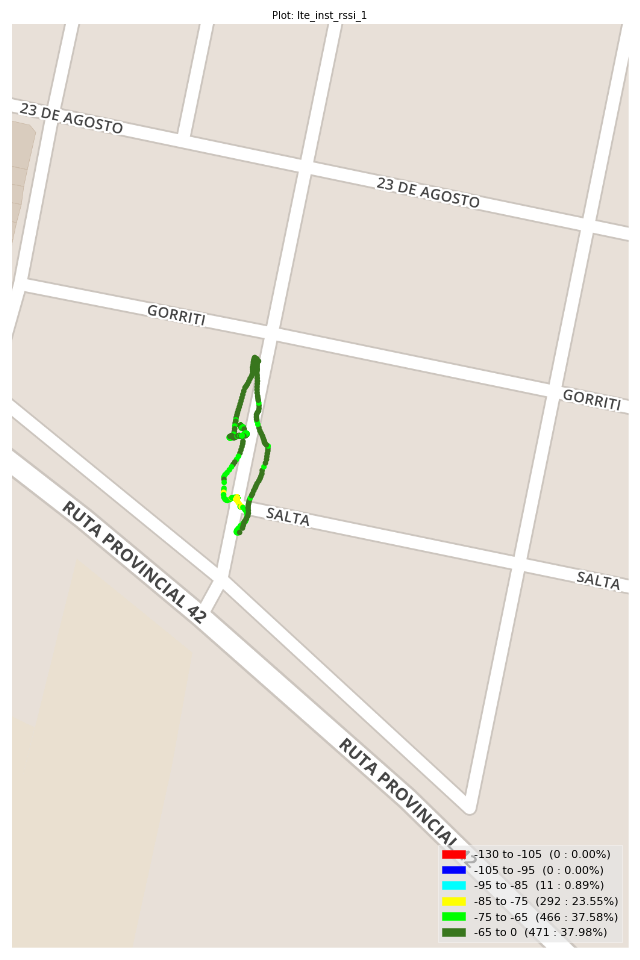 Plot: lte_inst_rssi_1
23 DE AGOSTO
23 DE AGOSTO
GORRITI
GORRITI
SALTA
SALTA
RUTA PROVINCIAL 42
RUTA PROVINCIAL 42
-130 to -105 (0 : 0.00%)
-105 to -95 (0 : 0.00%)
-95 to -85 (11 : 0.89%)
-85 to -75 (292 : 23.55%)
-75 to -65 (466 : 37.58%)
-65 to 0 (471 : 37.98%)